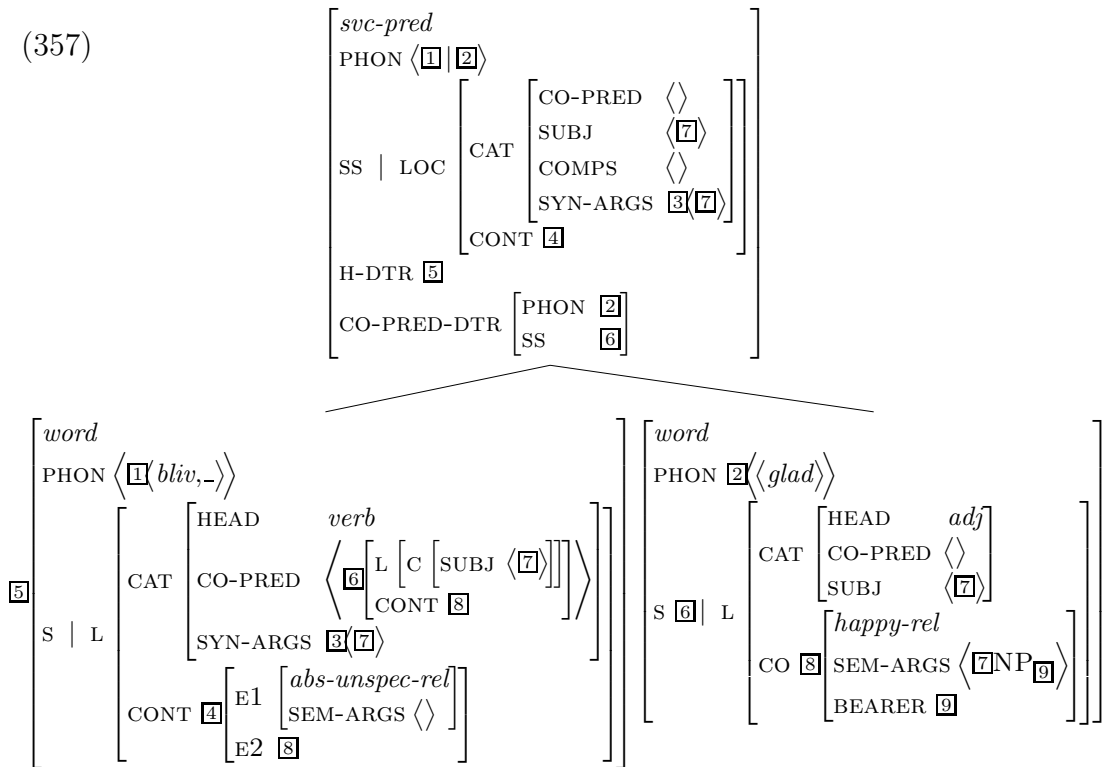 (357)
svc-pred
PHON ⟨1 | 2⟩
SS | LOC
CAT
CO-PRED ⟨⟩
SUBJ ⟨7⟩
COMPS ⟨⟩
SYN-ARGS 3⟨7⟩
CONT 4
H-DTR 5
CO-PRED-DTR
PHON 2
SS 6
5
word
PHON ⟨1⟨bliv,_⟩⟩
S | L
CAT
HEAD verb
CO-PRED ⟨6[L [C [SUBJ ⟨7⟩]]
CONT 8]⟩
SYN-ARGS 3⟨7⟩
CONT 4
E1
abs-unspec-rel
SEM-ARGS ⟨⟩
E2 8
word
PHON 2⟨⟨glad⟩⟩
S 6 | L
CAT
HEAD adj
CO-PRED ⟨⟩
SUBJ ⟨7⟩
CO 8
happy-rel
SEM-ARGS ⟨7NP9⟩
BEARER 9